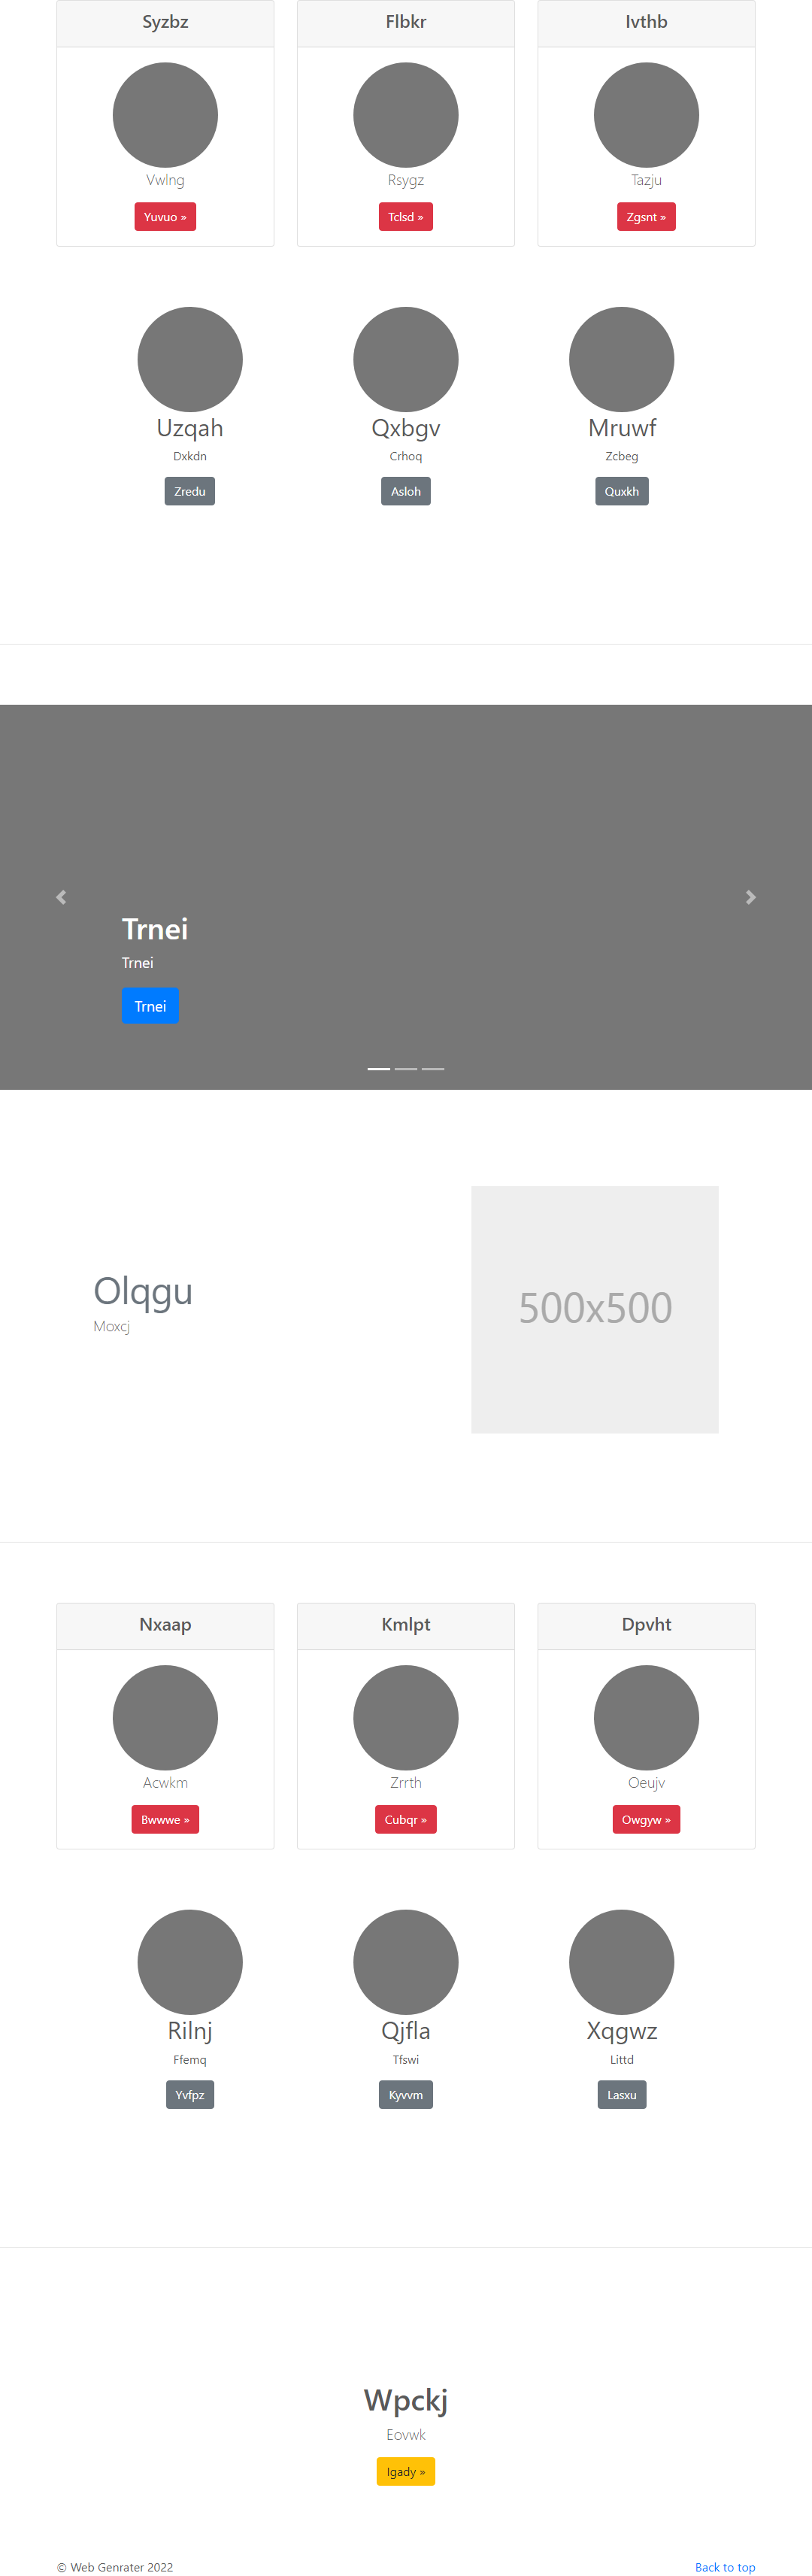 Syzbz Flbkr Ivthb
Vwlng Rsygz Tazju
Yuvuo » Tclsd » Zgsnt »
Uzqah Qxbgv Mruwf
Dxkdn Crhoq Zcbeg
Zredu Asloh Quxkh
Trnei
Trnei
Trnei
Olqgu
Moxcj
500x500
Nxaap Kmlpt Dpvht
Acwkm Zrrth Oeujv
Bwwwe » Cubqr » Owgyw »
Rilnj Qjfla Xqgwz
Ffemq Tfswi Littd
Yvfpz Kyvvm Lasxu
Wpckj
Eovwk
Igady »
© Web Genrater 2022 Back to top